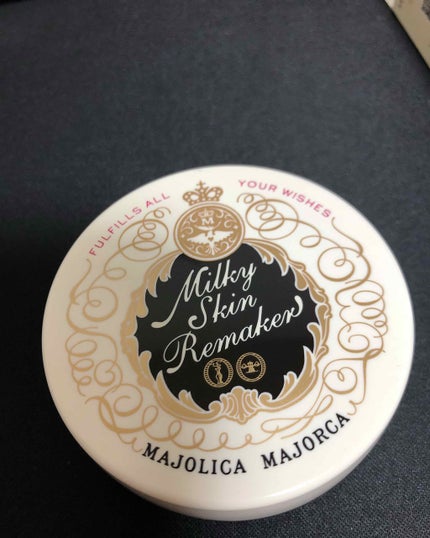 FULFILLS ALL YOUR WISHES
M
Milky
Skin
Remaker
MAJOLICA MAJORCA